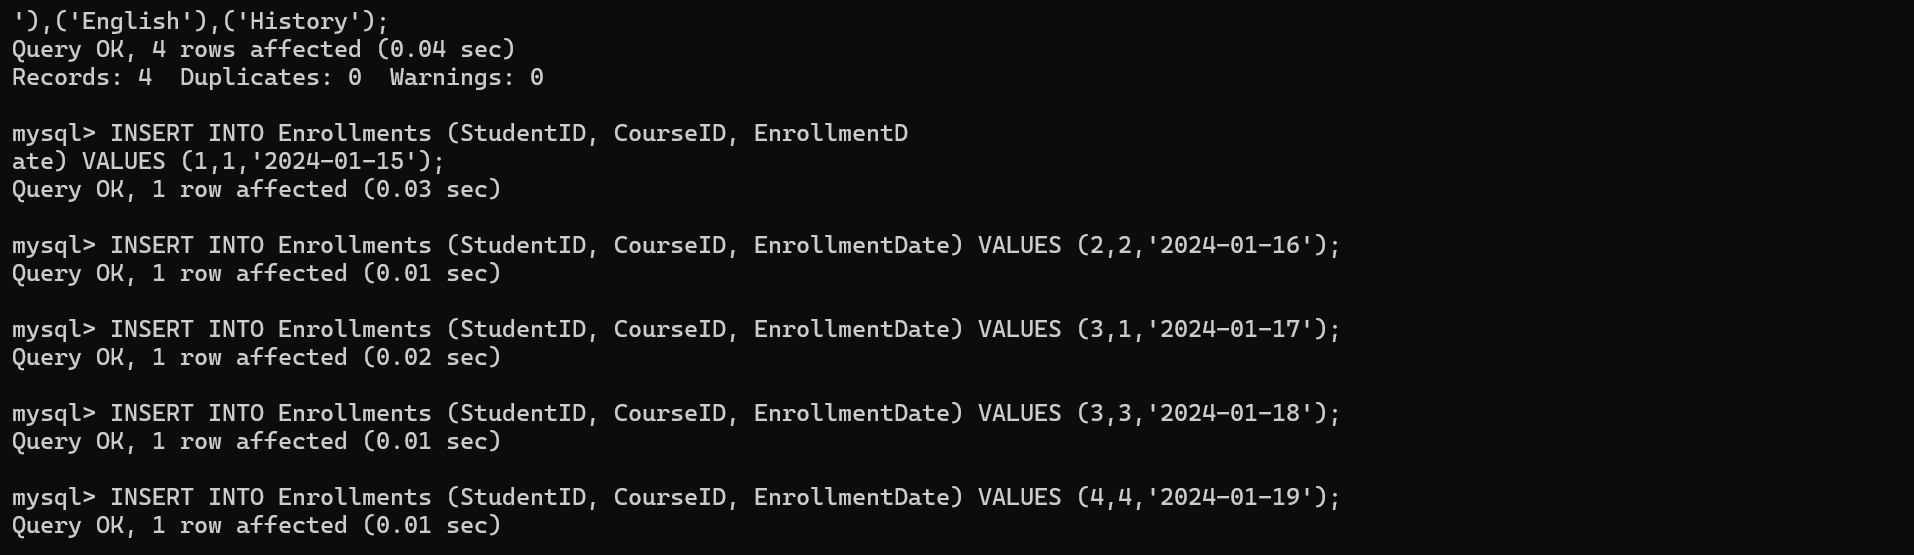 '),('English'),('History');
Query OK, 4 rows affected (0.04 sec)
Records: 4  Duplicates: 0  Warnings: 0

mysql> INSERT INTO Enrollments (StudentID, CourseID, EnrollmentD
ate) VALUES (1,1,'2024-01-15');
Query OK, 1 row affected (0.03 sec)

mysql> INSERT INTO Enrollments (StudentID, CourseID, EnrollmentDate) VALUES (2,2,'2024-01-16');
Query OK, 1 row affected (0.01 sec)

mysql> INSERT INTO Enrollments (StudentID, CourseID, EnrollmentDate) VALUES (3,1,'2024-01-17');
Query OK, 1 row affected (0.02 sec)

mysql> INSERT INTO Enrollments (StudentID, CourseID, EnrollmentDate) VALUES (3,3,'2024-01-18');
Query OK, 1 row affected (0.01 sec)

mysql> INSERT INTO Enrollments (StudentID, CourseID, EnrollmentDate) VALUES (4,4,'2024-01-19');
Query OK, 1 row affected (0.01 sec)